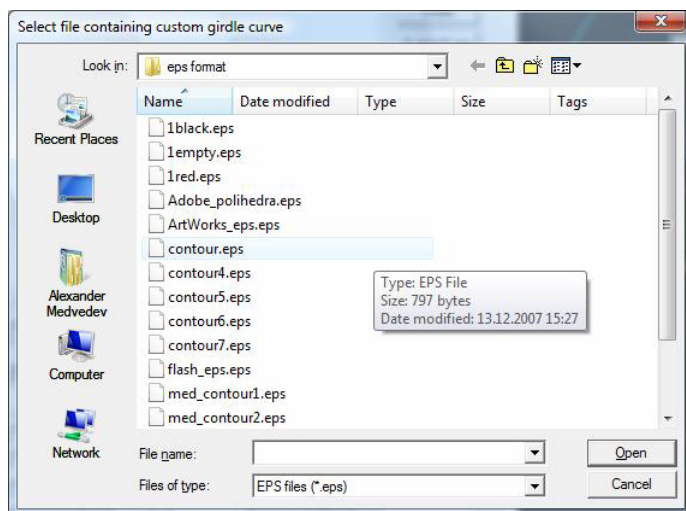 Select file containing custom girdle curve
Look in: eps format
Recent Places
Desktop
Alexander
Medvedev
Computer
Network
Name Date modified Type Size Tags
1black.eps
1empty.eps
1red.eps
Adobe_polihedra.eps
ArtWorks_eps.eps
contour.eps
contour4.eps
contour5.eps
contour6.eps
contour7.eps
flash_eps.eps
med_contour1.eps
med_contour2.eps
Type: EPS File
Size: 797 bytes
Date modified: 13.12.2007 15:27
File name: Open
Files of type: EPS files (*.eps) Cancel